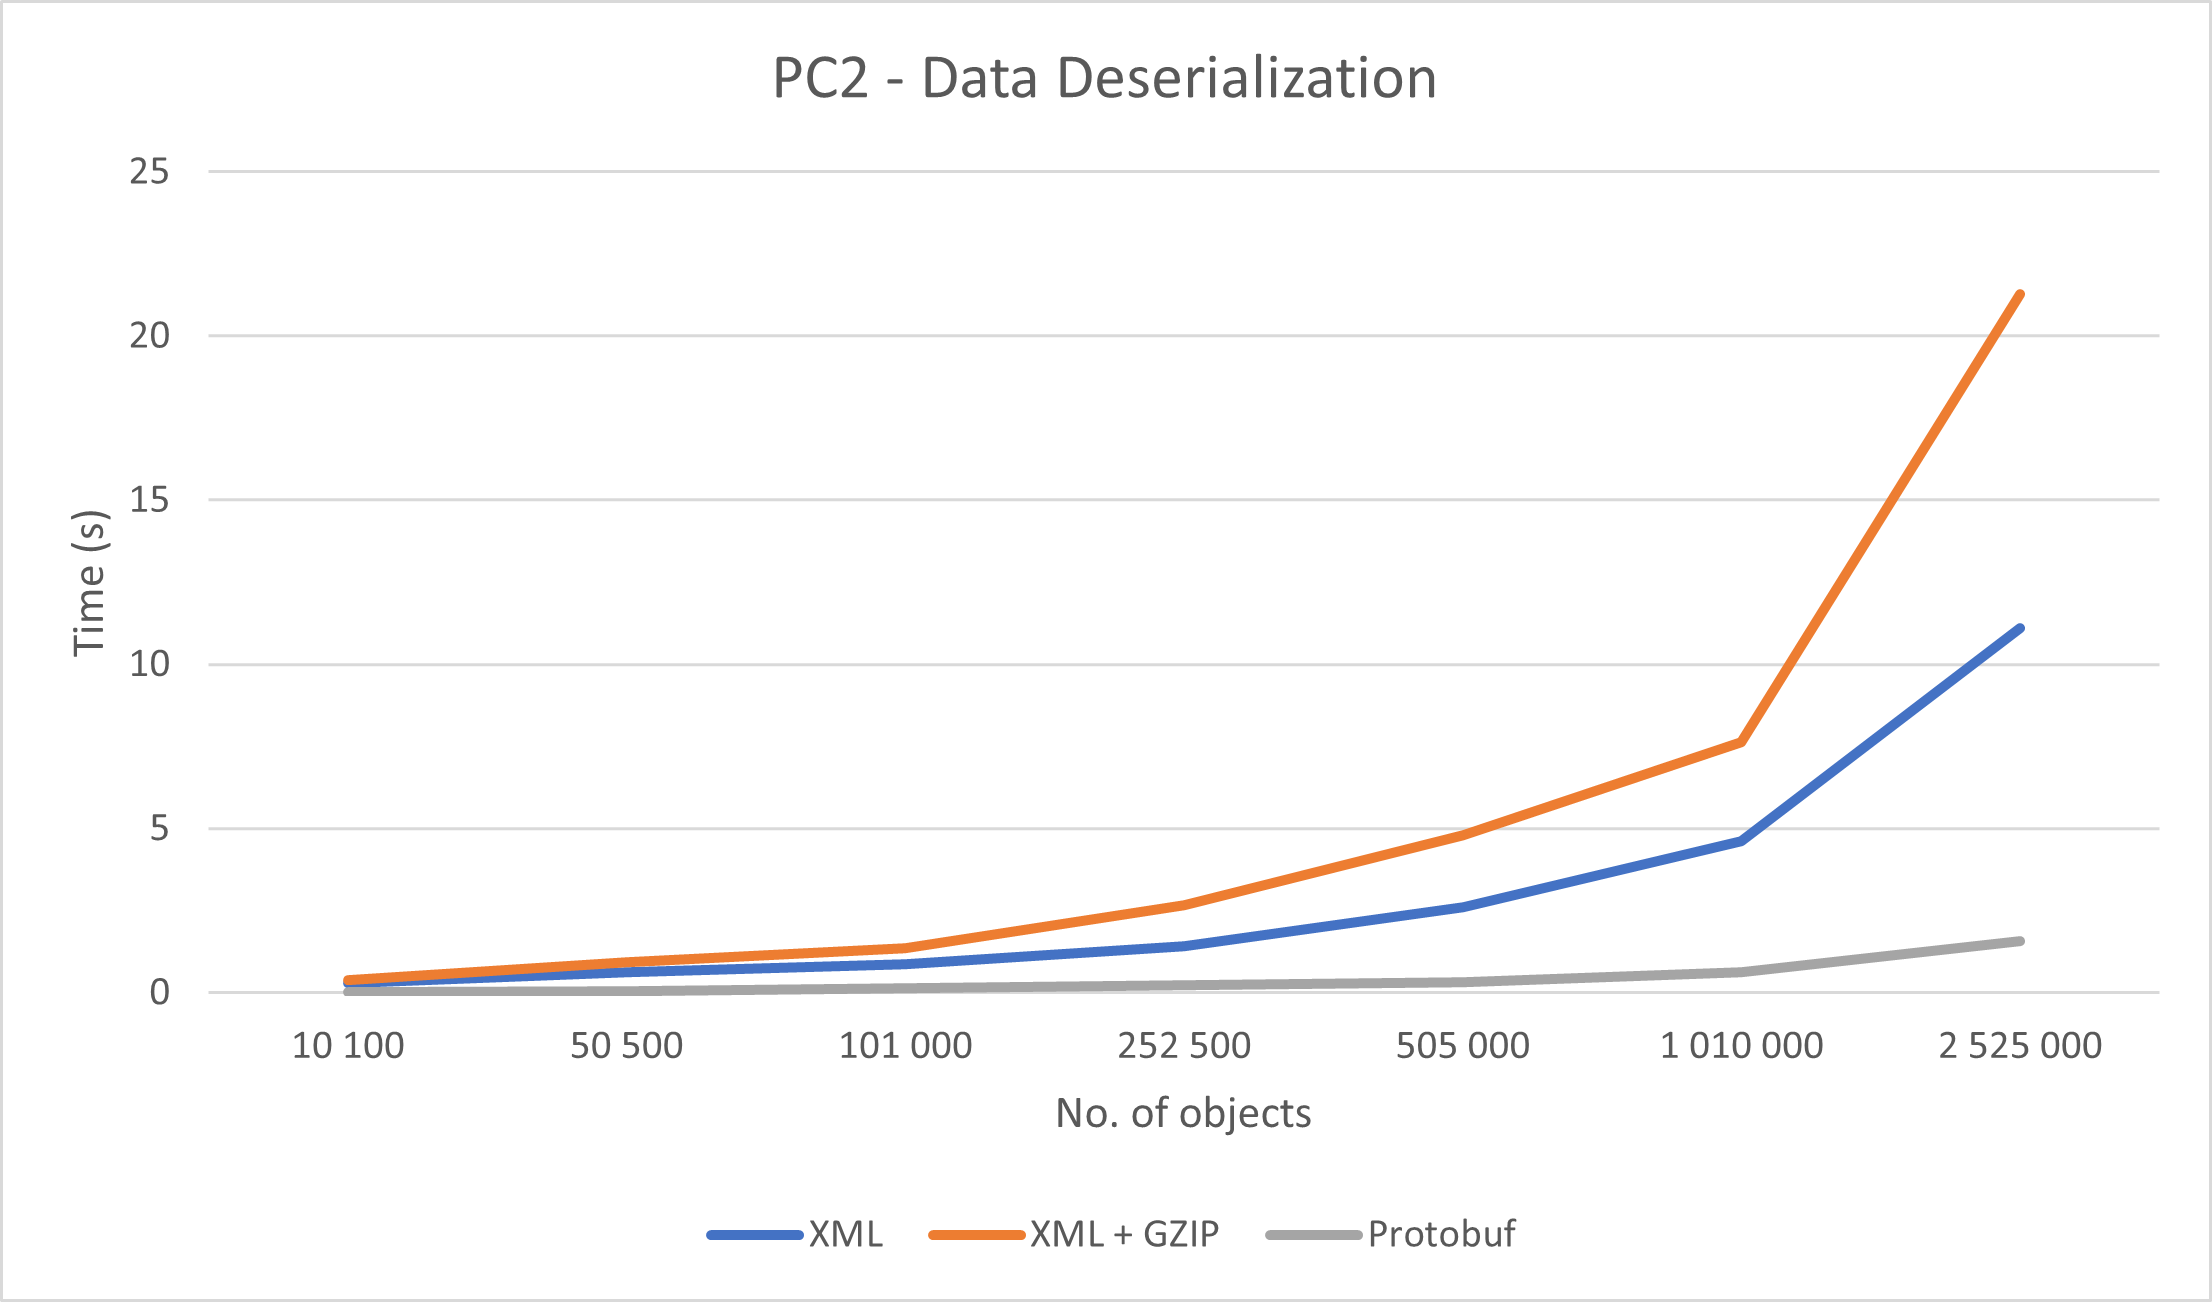 PC2 - Data Deserialization
25
20
15
10
5
0
Time (s)
10 100 50 500 101 000 252 500 505 000 1 010 000 2 525 000
No. of objects
XML XML + GZIP Protobuf